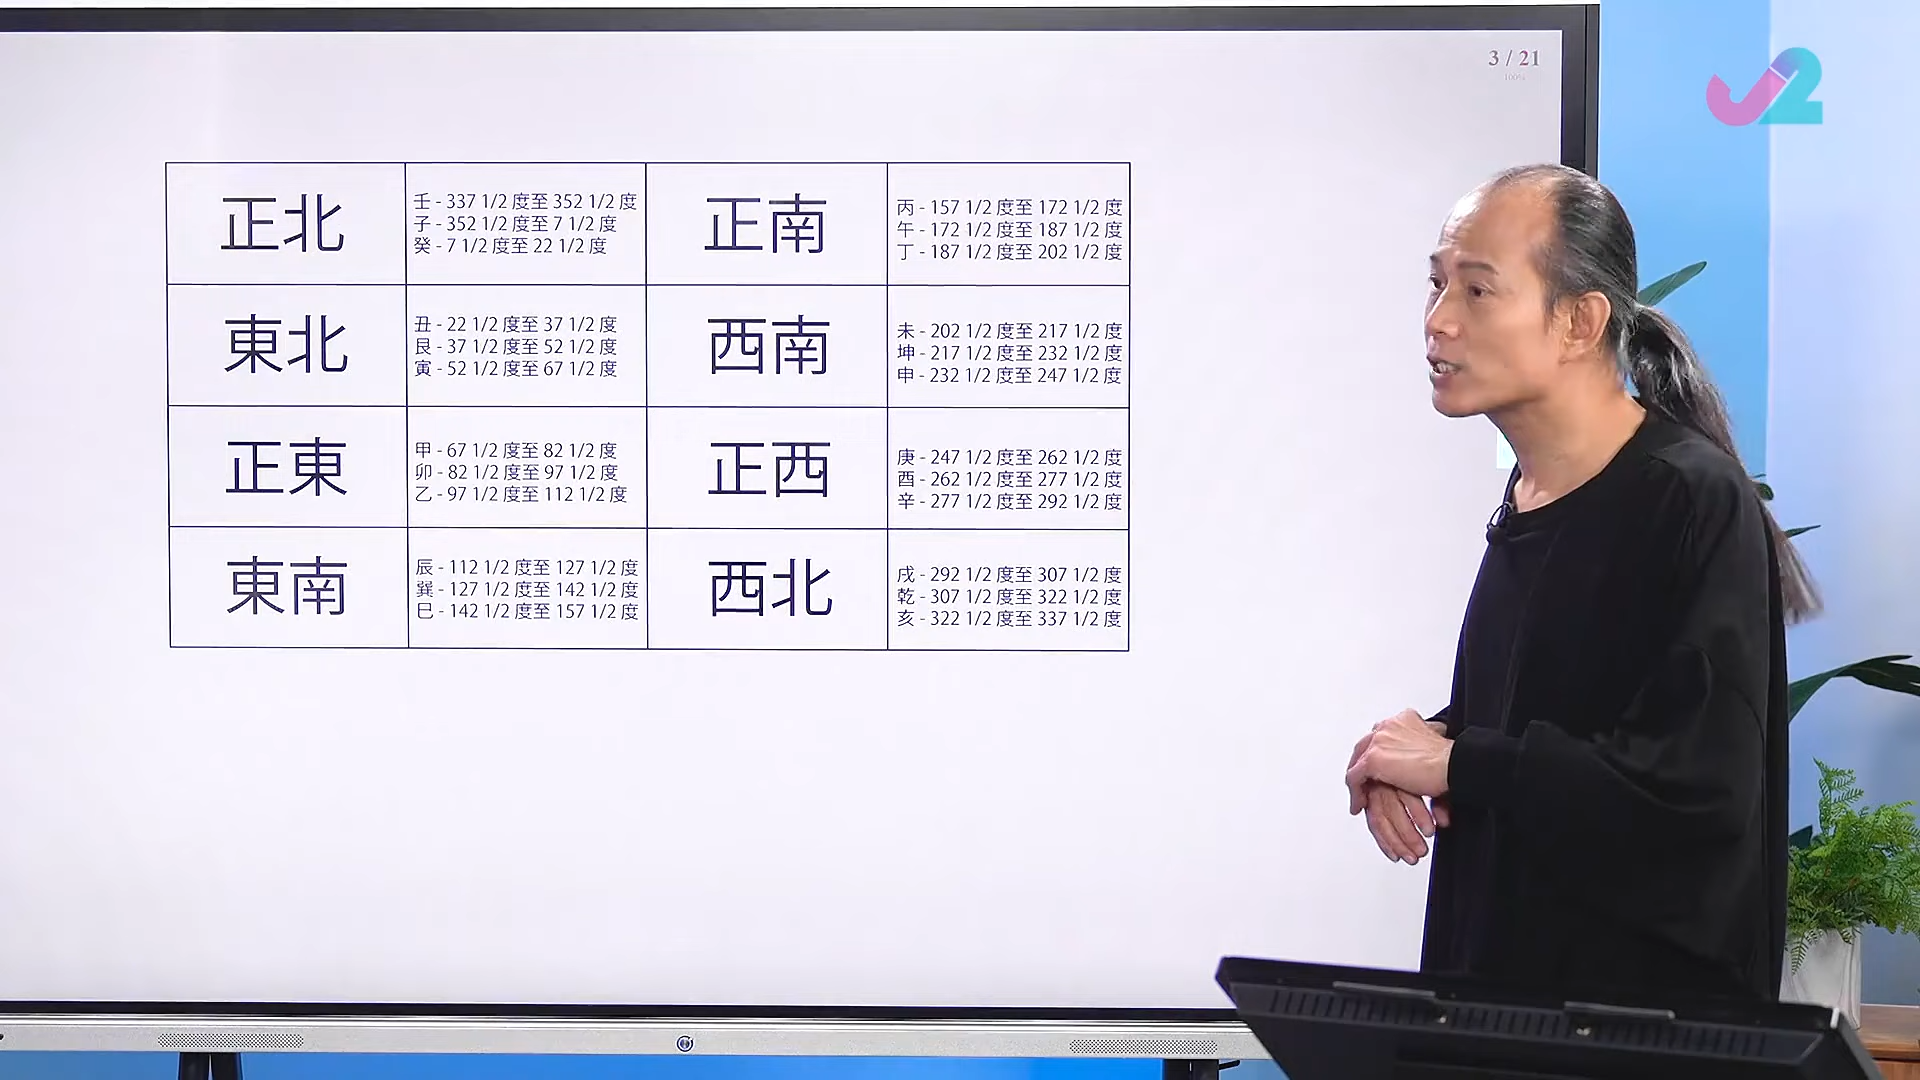 3 / 21
100%
J2
正北
壬 - 337 1/2 度至 352 1/2 度
子 - 352 1/2 度至 7 1/2 度
癸 - 7 1/2 度至 22 1/2 度
正南
丙 - 157 1/2 度至 172 1/2 度
午 - 172 1/2 度至 187 1/2 度
丁 - 187 1/2 度至 202 1/2 度
東北
丑 - 22 1/2 度至 37 1/2 度
艮 - 37 1/2 度至 52 1/2 度
寅 - 52 1/2 度至 67 1/2 度
西南
未 - 202 1/2 度至 217 1/2 度
坤 - 217 1/2 度至 232 1/2 度
申 - 232 1/2 度至 247 1/2 度
正東
甲 - 67 1/2 度至 82 1/2 度
卯 - 82 1/2 度至 97 1/2 度
乙 - 97 1/2 度至 112 1/2 度
正西
庚 - 247 1/2 度至 262 1/2 度
酉 - 262 1/2 度至 277 1/2 度
辛 - 277 1/2 度至 292 1/2 度
東南
辰 - 112 1/2 度至 127 1/2 度
巽 - 127 1/2 度至 142 1/2 度
巳 - 142 1/2 度至 157 1/2 度
西北
戌 - 292 1/2 度至 307 1/2 度
乾 - 307 1/2 度至 322 1/2 度
亥 - 322 1/2 度至 337 1/2 度